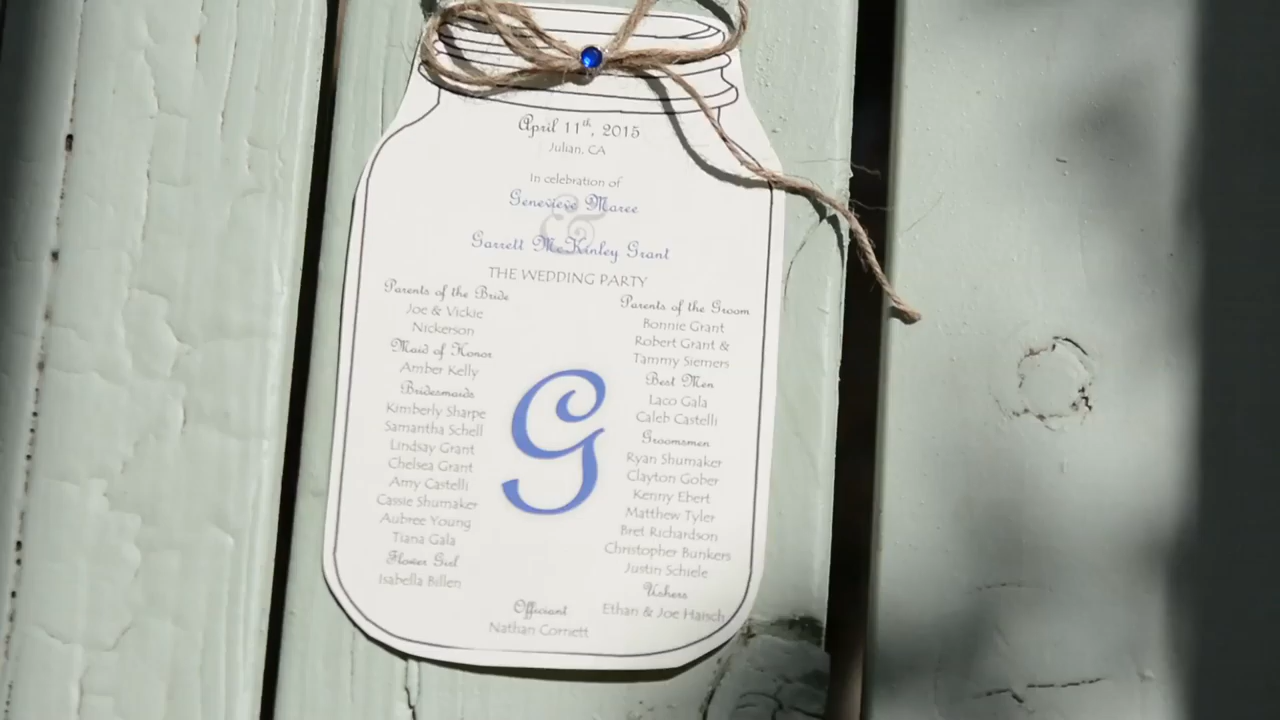 April 11th, 2015
Julian, CA
In celebration of
Genevieve Maree
&
Garrett McKinley Grant
THE WEDDING PARTY
Parents of the Bride
Joe & Vickie
Nickerson
Maid of Honor
Amber Kelly
Bridesmaids
Kimberly Sharpe
Samantha Schell
Lindsay Grant
Chelsea Grant
Amy Castelli
Cassie Shumaker
Aubree Young
Tiana Gala
Flower Girl
Isabella Billen
G
Parents of the Groom
Bonnie Grant
Robert Grant &
Tammy Siemers
Best Men
Laco Gala
Caleb Castelli
Groomsmen
Ryan Shumaker
Clayton Gober
Kenny Ebert
Matthew Tyler
Bret Richardson
Christopher Bunkers
Justin Schiele
Ushers
Ethan & Joe Haisch
Officiant
Nathan Cornett